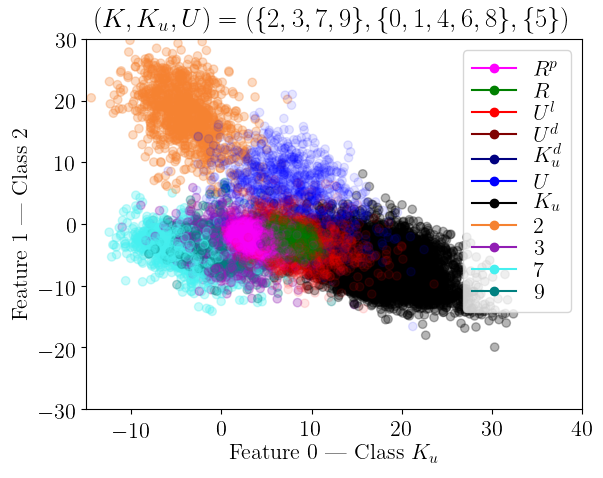 (K, K_u, U) = ({2, 3, 7, 9}, {0, 1, 4, 6, 8}, {5})
Feature 1 — Class 2
30
20
10
0
−10
−20
−30
R^p
R
U^l
U^d
K_u^d
U
K_u
2
3
7
9
−10
0
10
20
30
40
Feature 0 — Class K_u